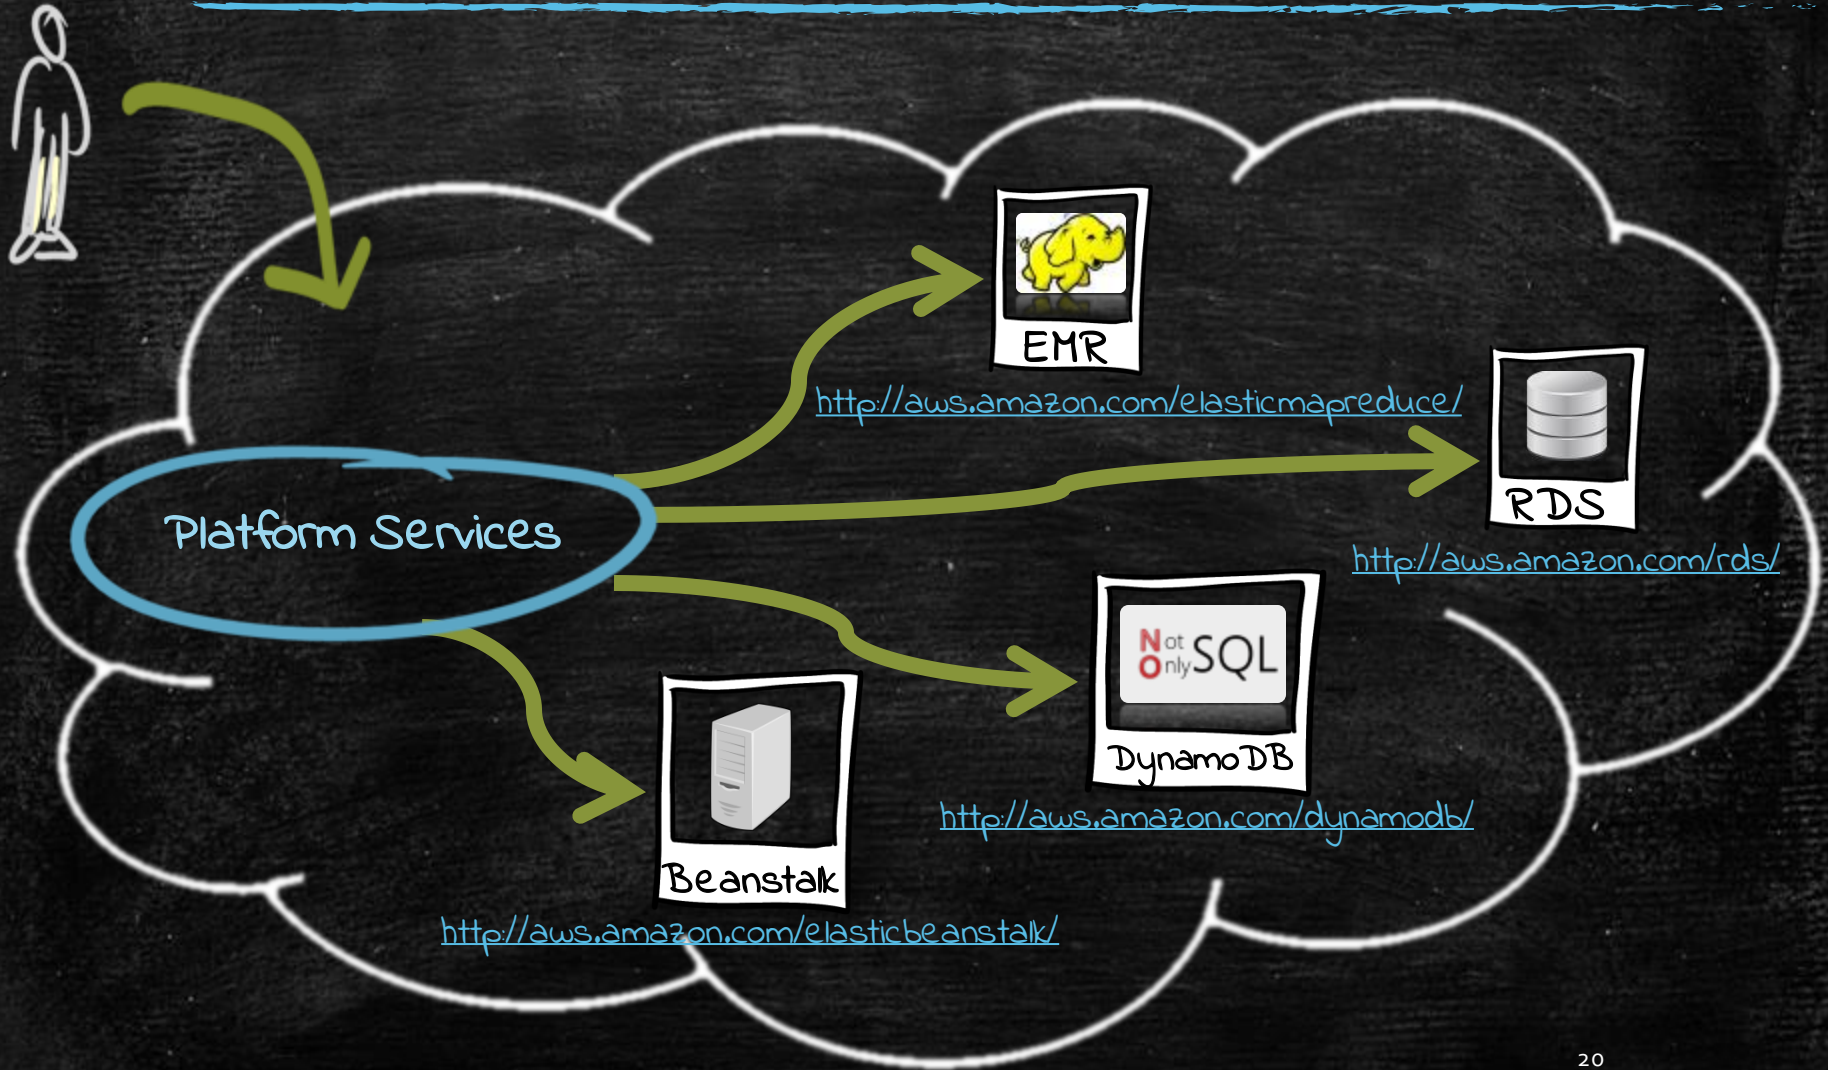 EMR
http://aws.amazon.com/elasticmapreduce/
RDS
http://aws.amazon.com/rds/
Platform Services
Not
Only SQL
DynamoDB
http://aws.amazon.com/dynamodb/
Beanstalk
http://aws.amazon.com/elasticbeanstalk/
20